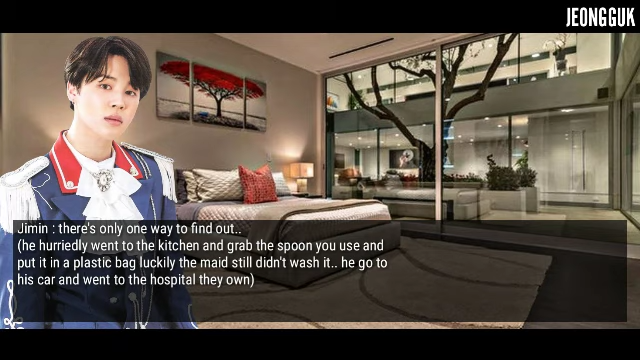 JEONGGUK
Jimin : there's only one way to find out..
(he hurriedly went to the kitchen and grab the spoon you use and
put it in a plastic bag luckily the maid still didn't wash it.. he go to
his car and went to the hospital they own)